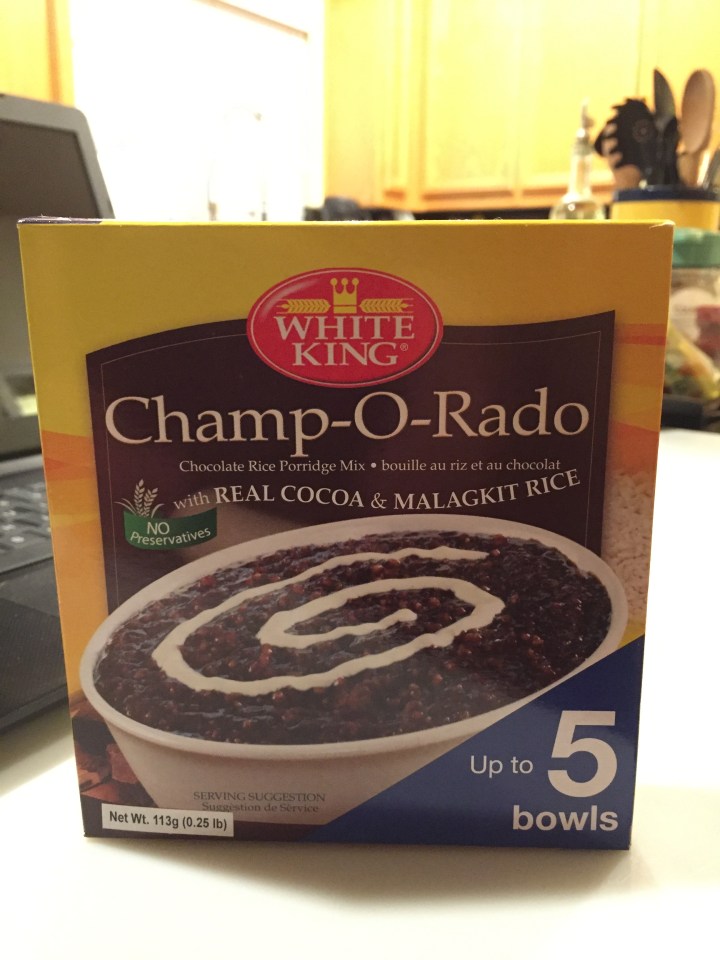 WHITE
KING®
Champ-O-Rado
Chocolate Rice Porridge Mix • bouille au riz et au chocolat
with REAL COCOA & MALAGKIT RICE
NO
Preservatives
Up to 5
bowls
SERVING SUGGESTION
Suggestion de Service
Net Wt. 113g (0.25 lb)